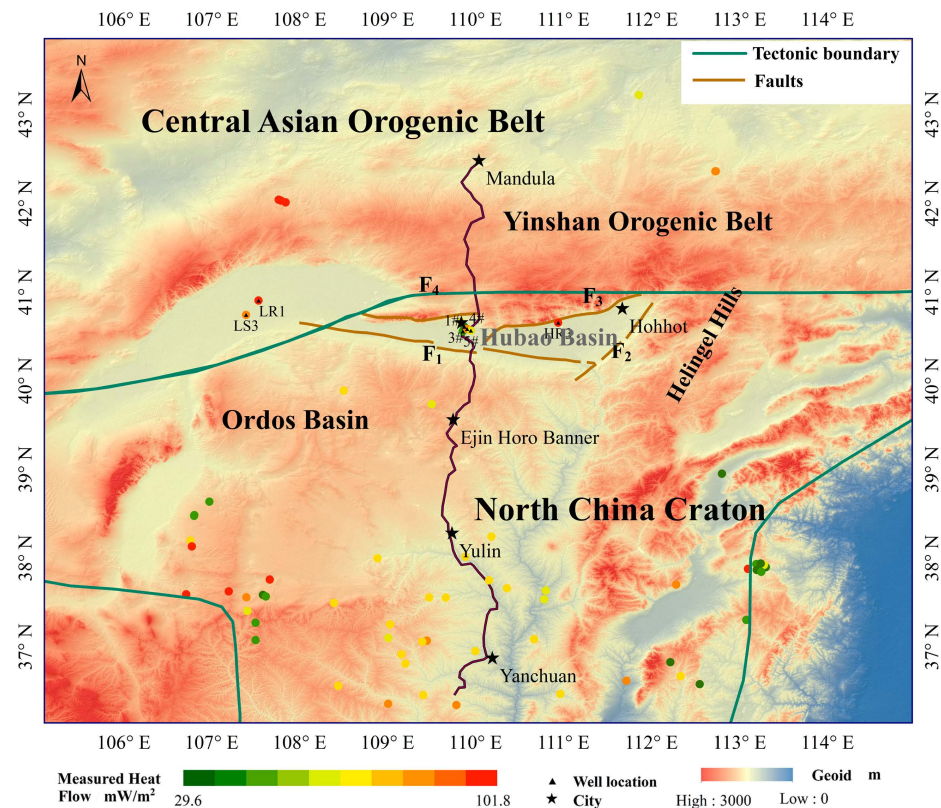 106° E 107° E 108° E 109° E 110° E 111° E 112° E 113° E 114° E
Tectonic boundary
Faults
N
43° N
43° N
Central Asian Orogenic Belt
Mandula
42° N
42° N
Yinshan Orogenic Belt
41° N
41° N
F4
F3
LR1
LS3
1# 4#
3# 5#
Hubao Basin
Hohhot
F1
F2
Helingel Hills
40° N
40° N
Ordos Basin
Ejin Horo Banner
39° N
39° N
North China Craton
38° N
38° N
Yulin
37° N
37° N
Yanchuan
106° E 107° E 108° E 109° E 110° E 111° E 112° E 113° E 114° E
Measured Heat
Flow mW/m²
29.6 101.8
Well location
City
Geoid m
High : 3000 Low : 0